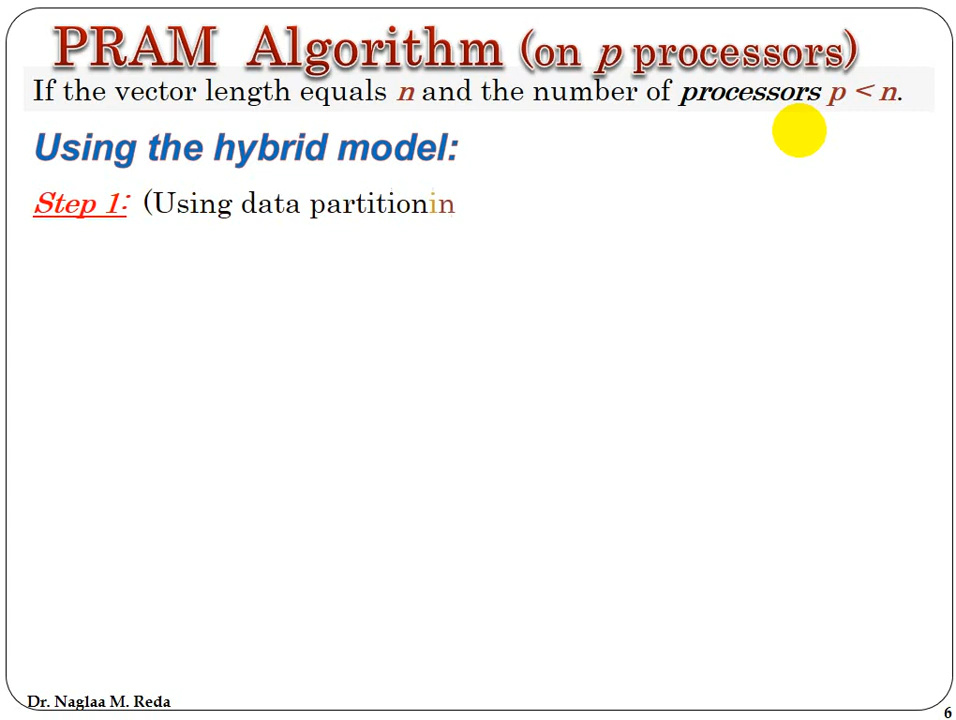 PRAM Algorithm (on p processors)
If the vector length equals n and the number of processors p < n.
Using the hybrid model:
Step 1: (Using data partitionin
Dr. Naglaa M. Reda
6